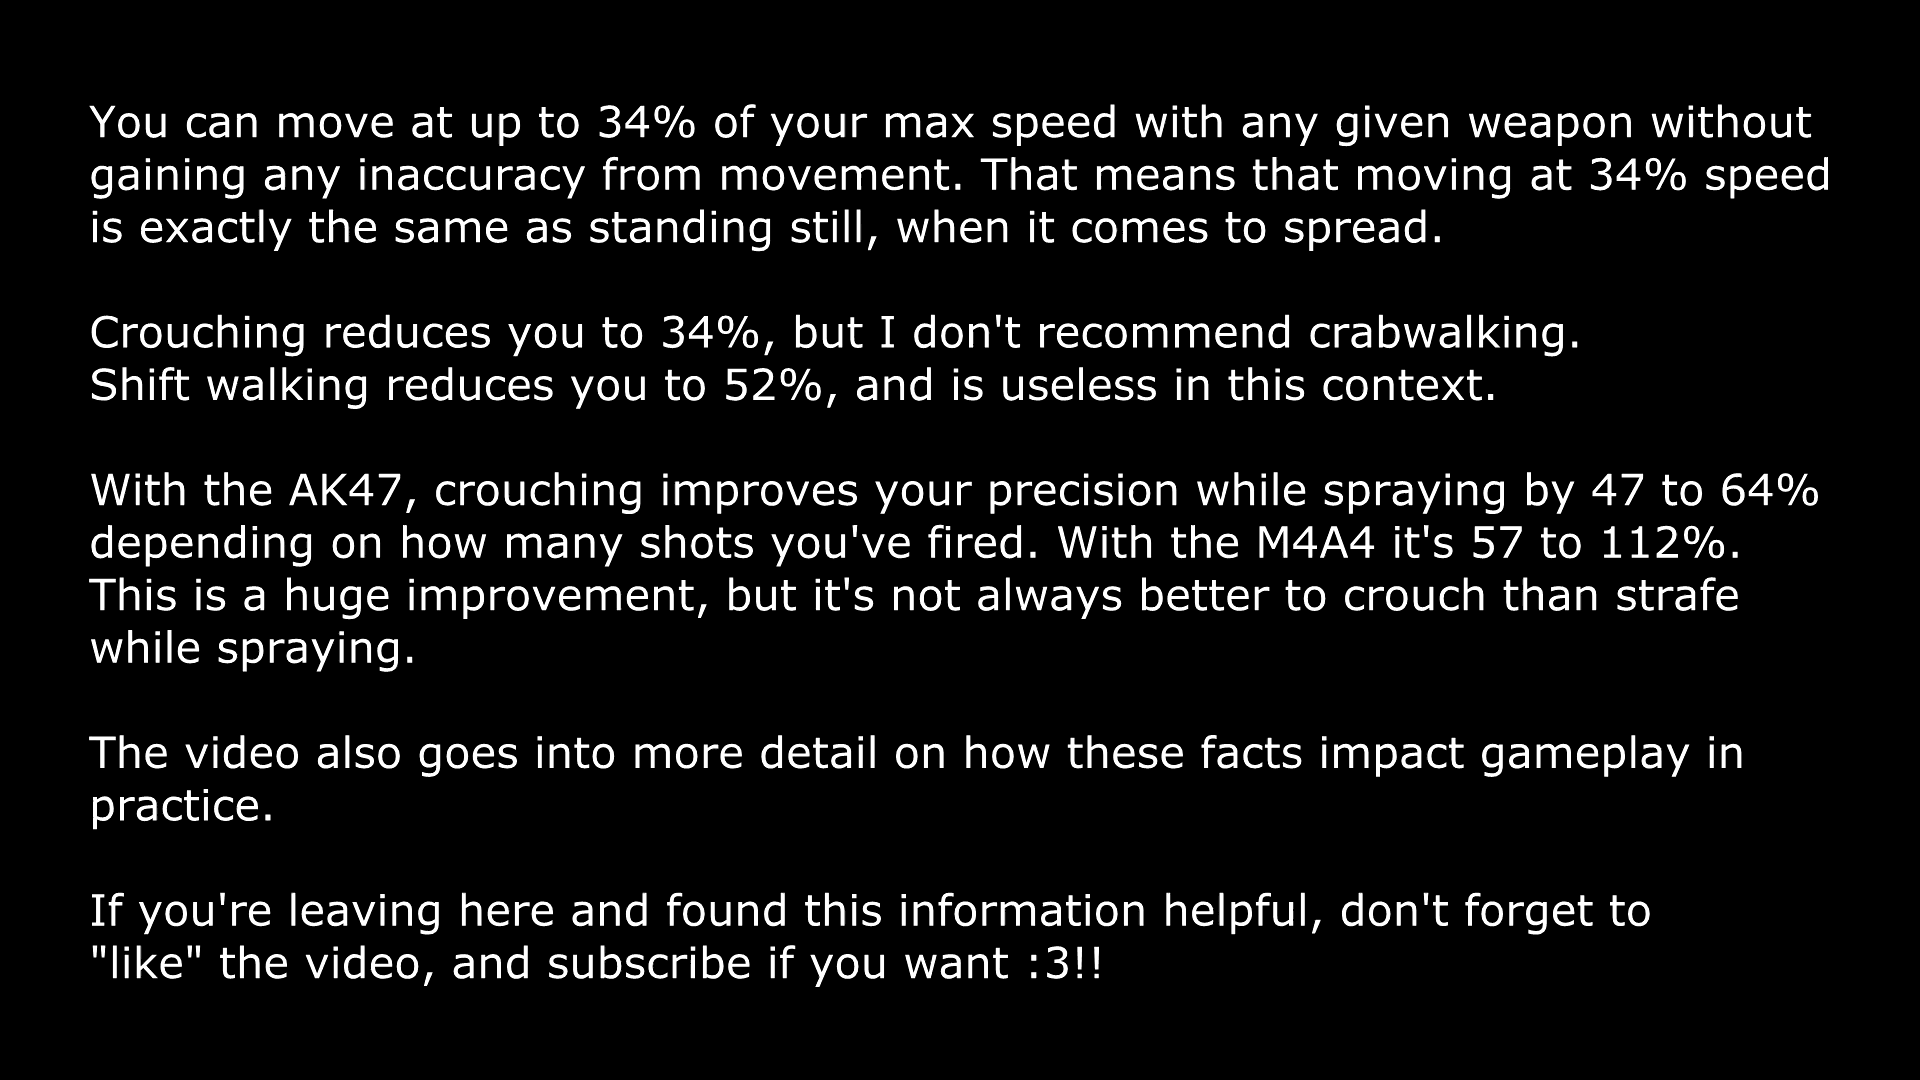 You can move at up to 34% of your max speed with any given weapon without
gaining any inaccuracy from movement. That means that moving at 34% speed
is exactly the same as standing still, when it comes to spread.
Crouching reduces you to 34%, but I don't recommend crabwalking.
Shift walking reduces you to 52%, and is useless in this context.
With the AK47, crouching improves your precision while spraying by 47 to 64%
depending on how many shots you've fired. With the M4A4 it's 57 to 112%.
This is a huge improvement, but it's not always better to crouch than strafe
while spraying.
The video also goes into more detail on how these facts impact gameplay in
practice.
If you're leaving here and found this information helpful, don't forget to
"like" the video, and subscribe if you want :3!!